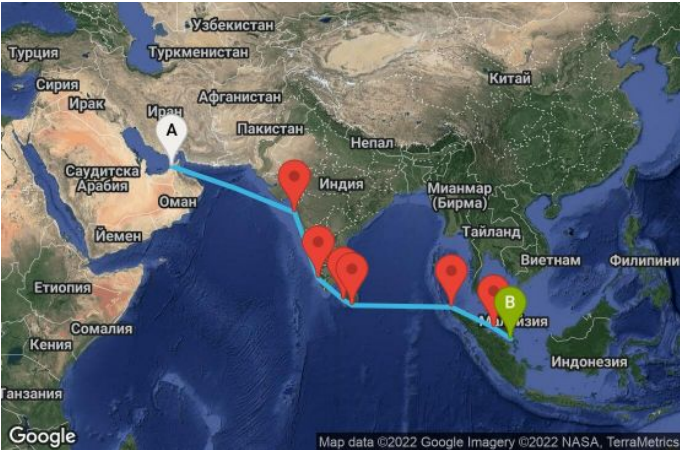 Узбекистан
Турция
Туркменистан
Китай
Сирия
Ирак
Иран
Афганистан
Пакистан
Непал
A
Саудитска
Арабия
Индия
Мианмар
(Бирма)
Оман
Йемен
Тайланд
Виетнам
Филипини
Етиопия
B
Сомалия
Кения
Индонезия
Танзания
Google
Map data ©2022 Google Imagery ©2022 NASA, TerraMetrics